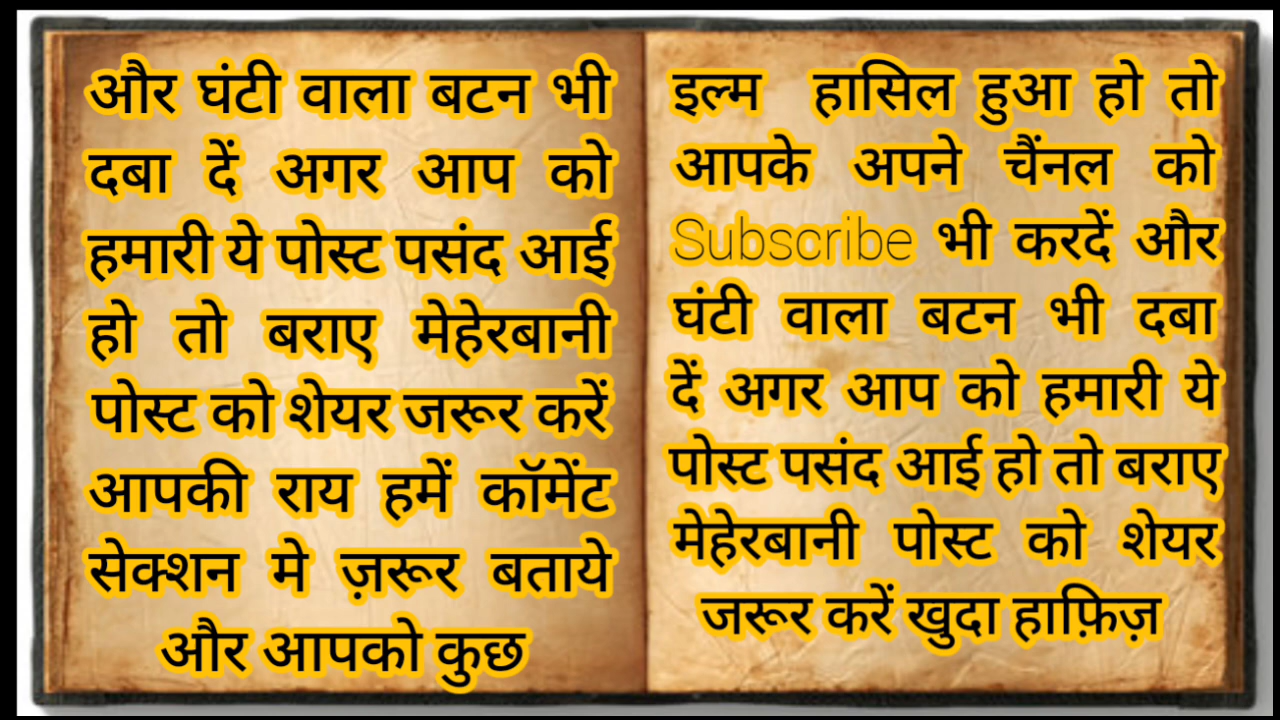 और घंटी वाला बटन भी
दबा दें अगर आप को
हमारी ये पोस्ट पसंद आई
हो तो बराए मेहेरबानी
पोस्ट को शेयर जरूर करें
आपकी राय हमें कॉमेंट
सेक्शन मे ज़रूर बताये
और आपको कुछ
इल्म हासिल हुआ हो तो
आपके अपने चैंनल को
Subscribe भी करदें और
घंटी वाला बटन भी दबा
दें अगर आप को हमारी ये
पोस्ट पसंद आई हो तो बराए
मेहेरबानी पोस्ट को शेयर
जरूर करें खुदा हाफ़िज़